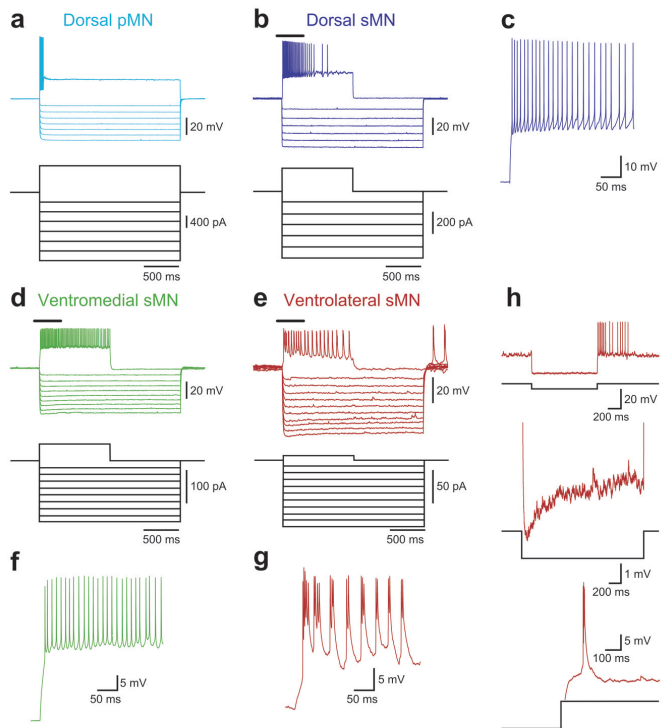 a Dorsal pMN
20 mV
400 pA
500 ms
b Dorsal sMN
20 mV
200 pA
500 ms
c
10 mV
50 ms
d Ventromedial sMN
20 mV
100 pA
500 ms
e Ventrolateral sMN
20 mV
50 pA
500 ms
h
20 mV
200 ms
1 mV
200 ms
5 mV
100 ms
f
5 mV
50 ms
g
5 mV
50 ms